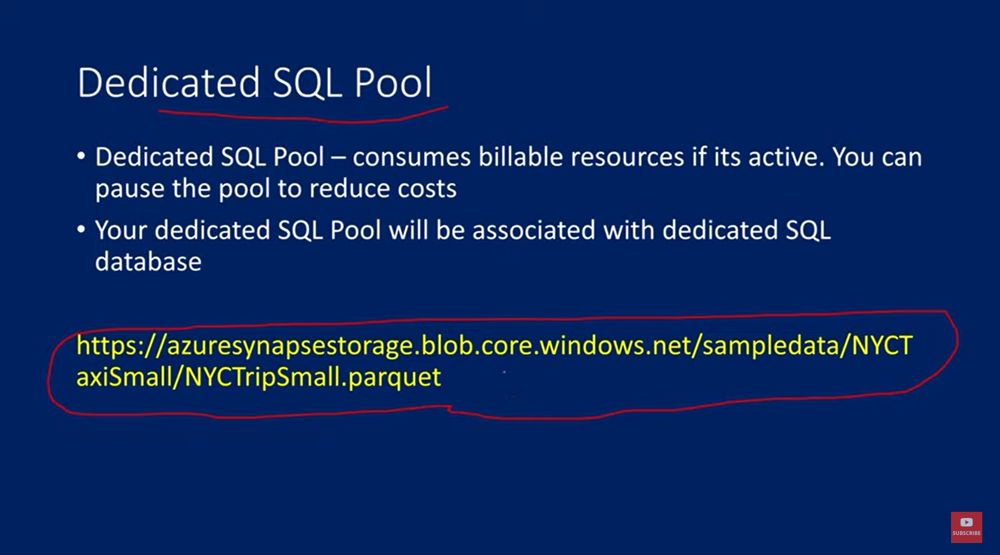 Dedicated SQL Pool
• Dedicated SQL Pool – consumes billable resources if its active. You can
pause the pool to reduce costs
• Your dedicated SQL Pool will be associated with dedicated SQL
database
https://azuresynapsestorage.blob.core.windows.net/sampledata/NYCT
axiSmall/NYCTripSmall.parquet
SUBSCRIBE